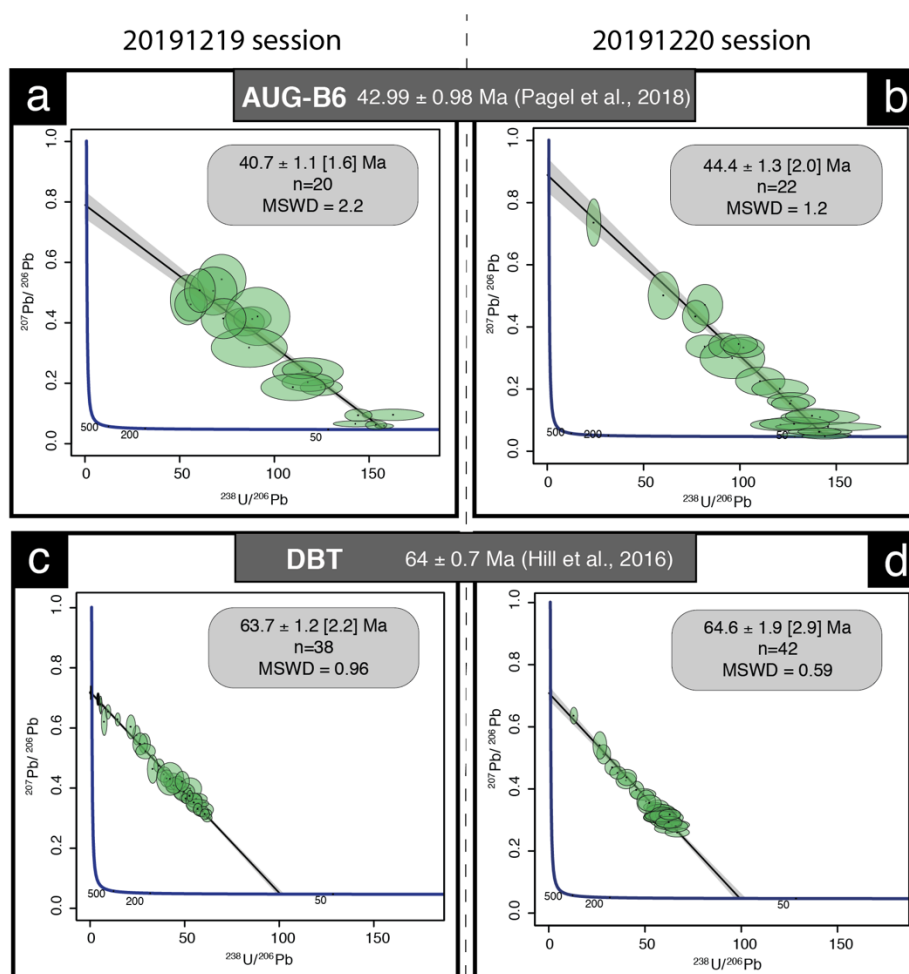 20191219 session
20191220 session
a
AUG-B6 42.99 ± 0.98 Ma (Pagel et al., 2018)
b
40.7 ± 1.1 [1.6] Ma
n=20
MSWD = 2.2
44.4 ± 1.3 [2.0] Ma
n=22
MSWD = 1.2
207Pb/ 206Pb
1.0
0.8
0.6
0.4
0.2
0.0
500
200
50
0 50 100 150
238U/206Pb
207Pb/ 206Pb
1.0
0.8
0.6
0.4
0.2
0.0
500
200
50
0 50 100 150
238U/206Pb
c
DBT 64 ± 0.7 Ma (Hill et al., 2016)
d
63.7 ± 1.2 [2.2] Ma
n=38
MSWD = 0.96
64.6 ± 1.9 [2.9] Ma
n=42
MSWD = 0.59
207Pb/ 206Pb
1.0
0.8
0.6
0.4
0.2
0.0
500
200
50
0 50 100 150
238U/206Pb
207Pb/ 206Pb
1.0
0.8
0.6
0.4
0.2
0.0
500
200
50
0 50 100 150
238U/206Pb